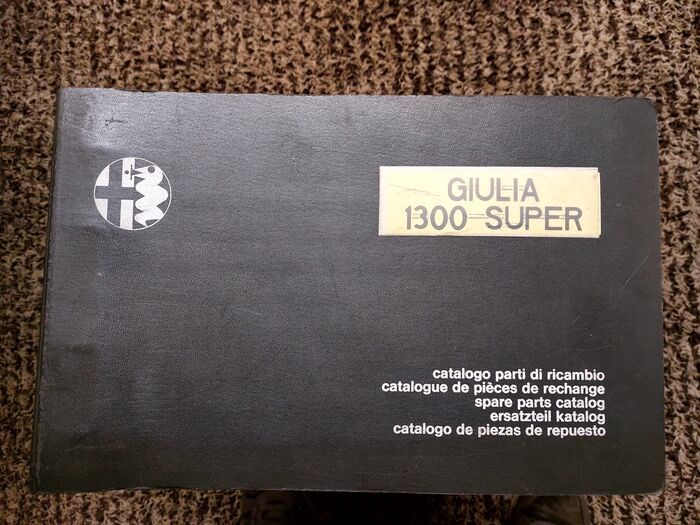 GIULIA
1300 SUPER
catalogo parti di ricambio
catalogue de pièces de rechange
spare parts catalog
ersatzteil katalog
catalogo de piezas de repuesto